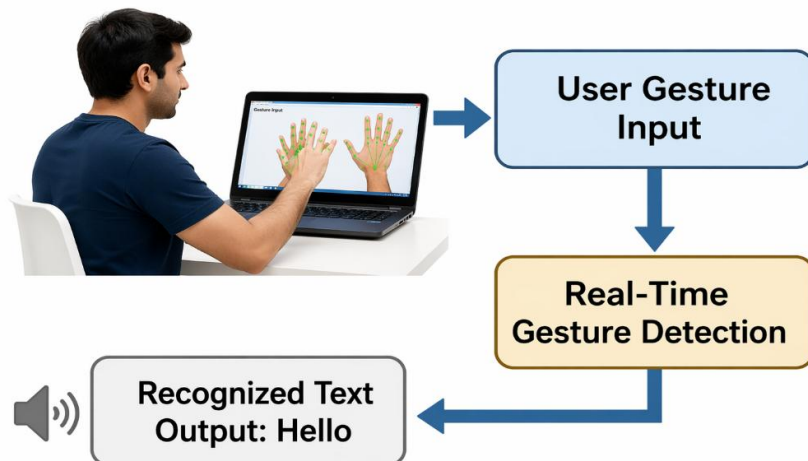 Gesture Input
User Gesture
Input
Real-Time
Gesture Detection
Recognized Text
Output: Hello